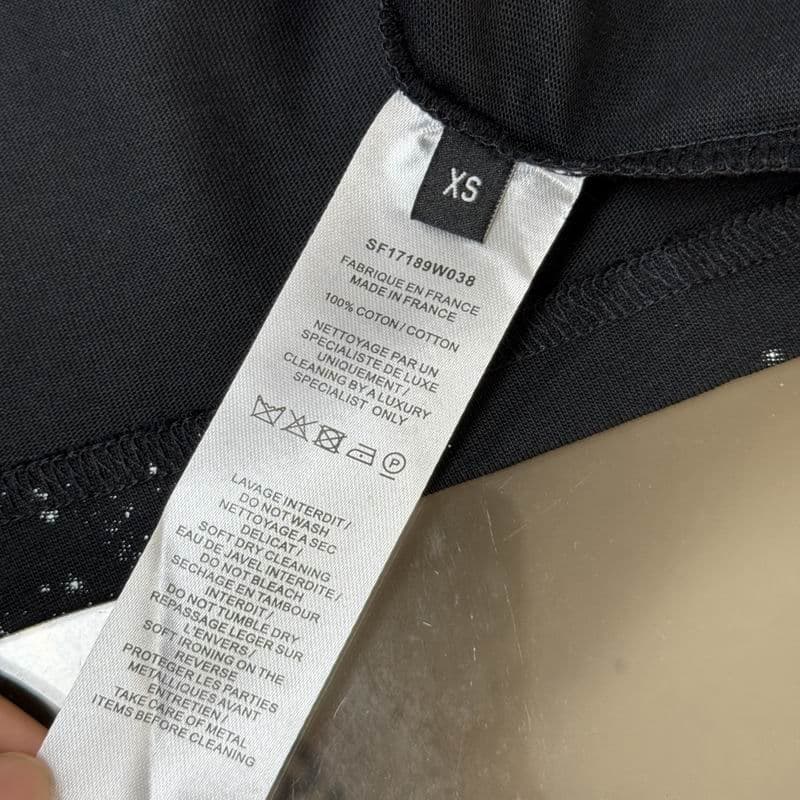 XS
SF17189W038
FABRIQUE EN FRANCE
MADE IN FRANCE
100% COTON / COTTON
NETTOYAGE PAR UN
SPECIALISTE DE LUXE
UNIQUEMENT /
CLEANING BY A LUXURY
SPECIALIST ONLY
P
LAVAGE INTERDIT /
DO NOT WASH
NETTOYAGE A SEC
DELICAT /
SOFT DRY CLEANING
EAU DE JAVEL INTERDITE /
DO NOT BLEACH
SECHAGE EN TAMBOUR
INTERDIT /
DO NOT TUMBLE DRY
REPASSAGE LEGER SUR
L'ENVERS /
SOFT IRONING ON THE
REVERSE
PROTEGER LES PARTIES
METALLIQUES AVANT
ENTRETIEN /
TAKE CARE OF METAL
ITEMS BEFORE CLEANING